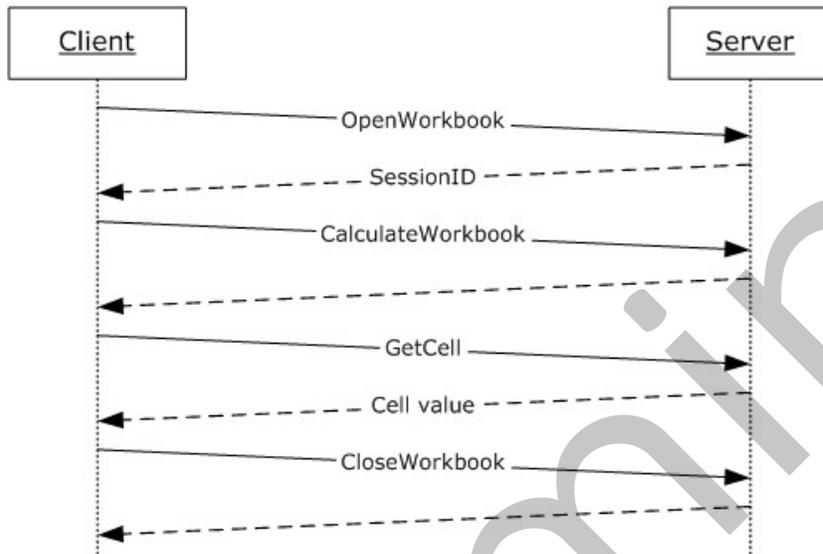 Client
Server
OpenWorkbook
SessionID
CalculateWorkbook
GetCell
Cell value
CloseWorkbook